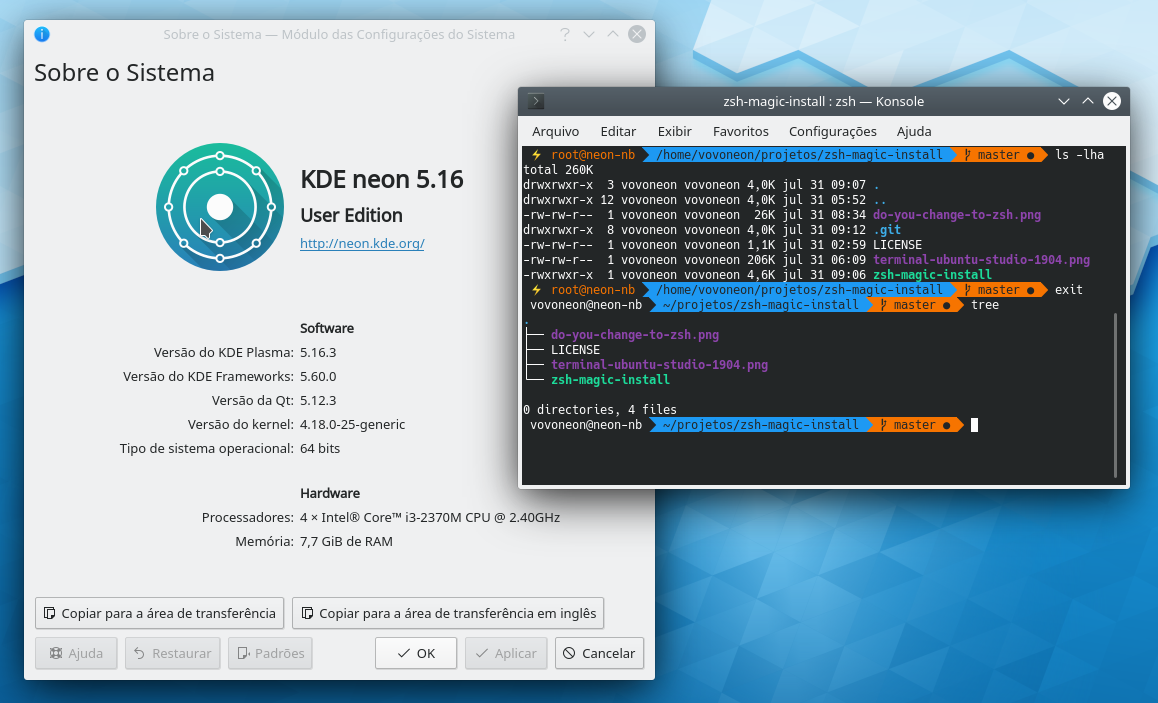 Sobre o Sistema — Módulo das Configurações do Sistema
Sobre o Sistema
KDE neon 5.16
User Edition
http://neon.kde.org/
Software
Versão do KDE Plasma: 5.16.3
Versão do KDE Frameworks: 5.60.0
Versão da Qt: 5.12.3
Versão do kernel: 4.18.0-25-generic
Tipo de sistema operacional: 64 bits
Hardware
Processadores: 4 × Intel® Core™ i3-2370M CPU @ 2.40GHz
Memória: 7,7 GiB de RAM
Copiar para a área de transferência Copiar para a área de transferência em inglês
Ajuda Restaurar Padrões OK Aplicar Cancelar
zsh-magic-install : zsh — Konsole
Arquivo Editar Exibir Favoritos Configurações Ajuda
⚡ root@neon-nb /home/vovoneon/projetos/zsh-magic-install master ● ls -lha
total 260K
drwxrwxr-x 3 vovoneon vovoneon 4,0K jul 31 09:07 .
drwxrwxr-x 12 vovoneon vovoneon 4,0K jul 31 05:52 ..
-rw-rw-r-- 1 vovoneon vovoneon 26K jul 31 08:34 do-you-change-to-zsh.png
drwxrwxr-x 8 vovoneon vovoneon 4,0K jul 31 09:12 .git
-rw-rw-r-- 1 vovoneon vovoneon 1,1K jul 31 02:59 LICENSE
-rw-rw-r-- 1 vovoneon vovoneon 206K jul 31 06:09 terminal-ubuntu-studio-1904.png
-rwxrwxr-x 1 vovoneon vovoneon 4,6K jul 31 09:06 zsh-magic-install
⚡ root@neon-nb /home/vovoneon/projetos/zsh-magic-install master ● exit
vovoneon@neon-nb ~/projetos/zsh-magic-install master ● tree
.
├── do-you-change-to-zsh.png
├── LICENSE
├── terminal-ubuntu-studio-1904.png
└── zsh-magic-install
0 directories, 4 files
vovoneon@neon-nb ~/projetos/zsh-magic-install master ●